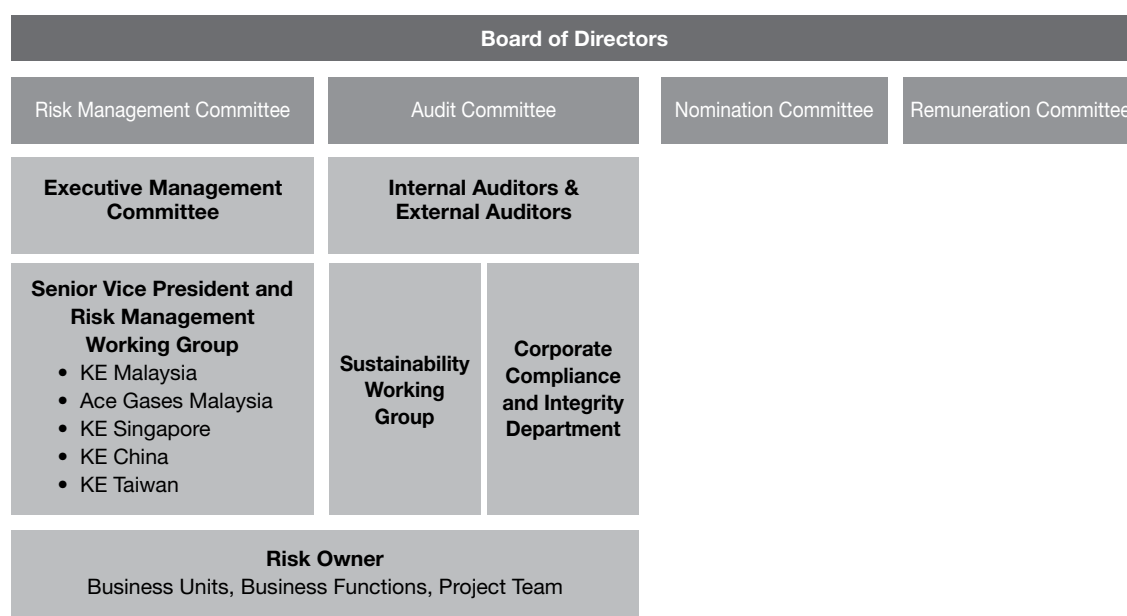 Board of Directors
Risk Management Committee
Audit Committee
Nomination Committee
Remuneration Committee
Executive Management
Committee
Internal Auditors &
External Auditors
Senior Vice President and
Risk Management
Working Group
• KE Malaysia
• Ace Gases Malaysia
• KE Singapore
• KE China
• KE Taiwan
Sustainability
Working
Group
Corporate
Compliance
and Integrity
Department
Risk Owner
Business Units, Business Functions, Project Team